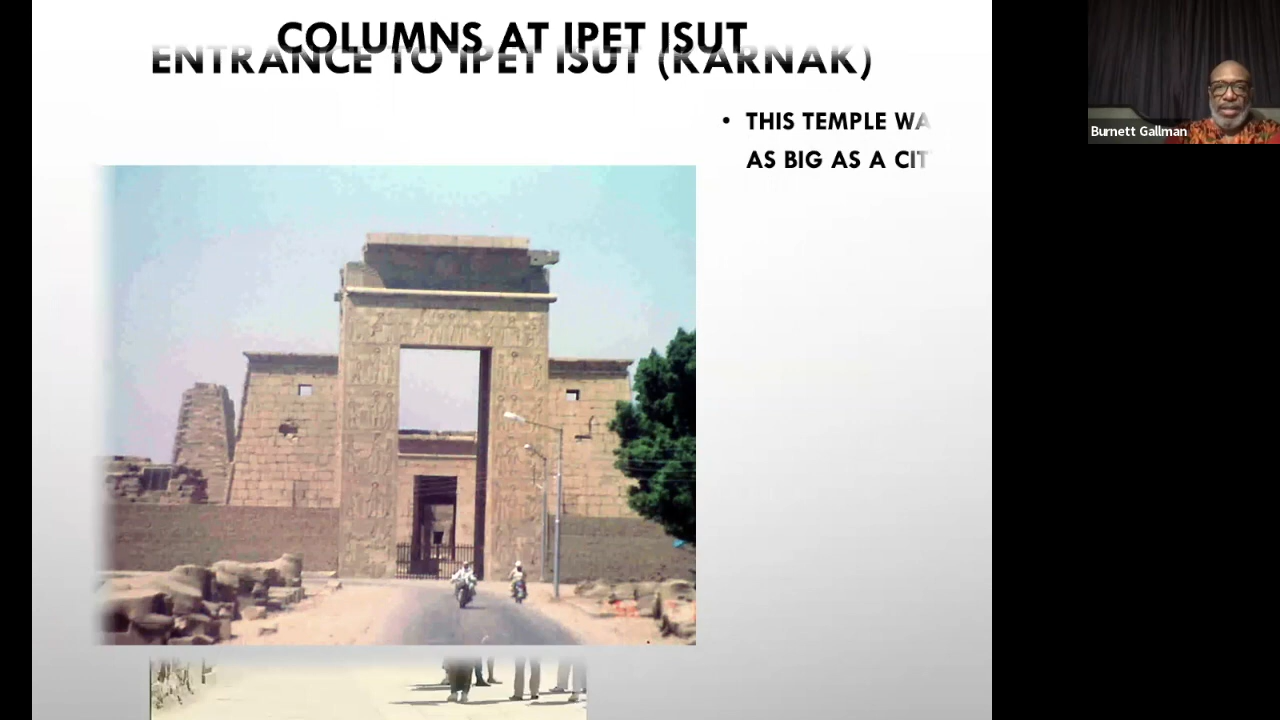 COLUMNS AT IPET ISUT
ENTRANCE TO IPET ISUT (KARNAK)
• THIS TEMPLE WA
AS BIG AS A CIT
Burnett Gallman